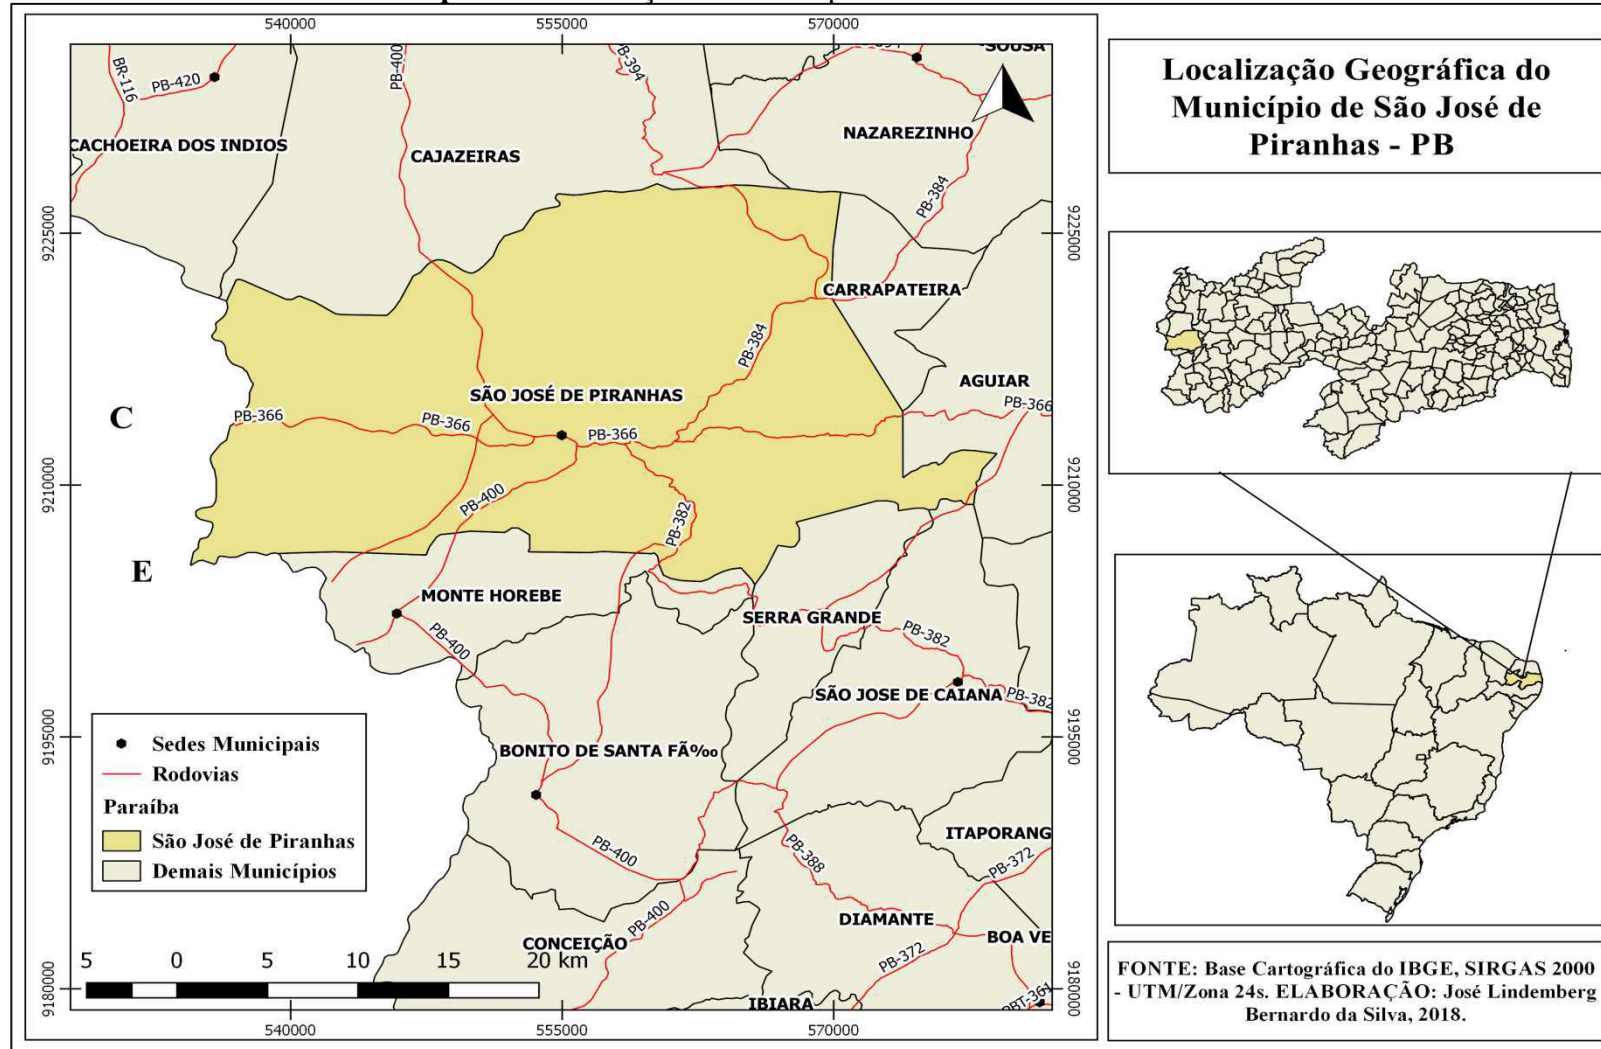 540000
555000
570000
BR-116
PB-420
PB-400
PB-394
SOUSA
CACHOEIRA DOS INDIOS
CAJAZEIRAS
NAZAREZINHO
PB-384
9225000
9225000
CARRAPATEIRA
PB-384
SÃO JOSÉ DE PIRANHAS
AGUIAR
C
PB-366
PB-366
PB-366
PB-366
9210000
9210000
PB-400
PB-382
E
MONTE HOREBE
SERRA GRANDE
PB-400
PB-382
SÃO JOSE DE CAIANA
PB-382
9195000
9195000
BONITO DE SANTA FÃ‰
ITAPORANG
PB-400
PB-388
PB-372
PB-400
DIAMANTE
CONCEIÇÃO
BOA VE
PB-372
IBIARA
PBT-361
9180000
9180000
Sedes Municipais
Rodovias
Paraíba
São José de Piranhas
Demais Municípios
5 0 5 10 15 20 km
540000
555000
570000
Localização Geográfica do
Município de São José de
Piranhas - PB
FONTE: Base Cartográfica do IBGE, SIRGAS 2000
- UTM/Zona 24s. ELABORAÇÃO: José Lindemberg
Bernardo da Silva, 2018.